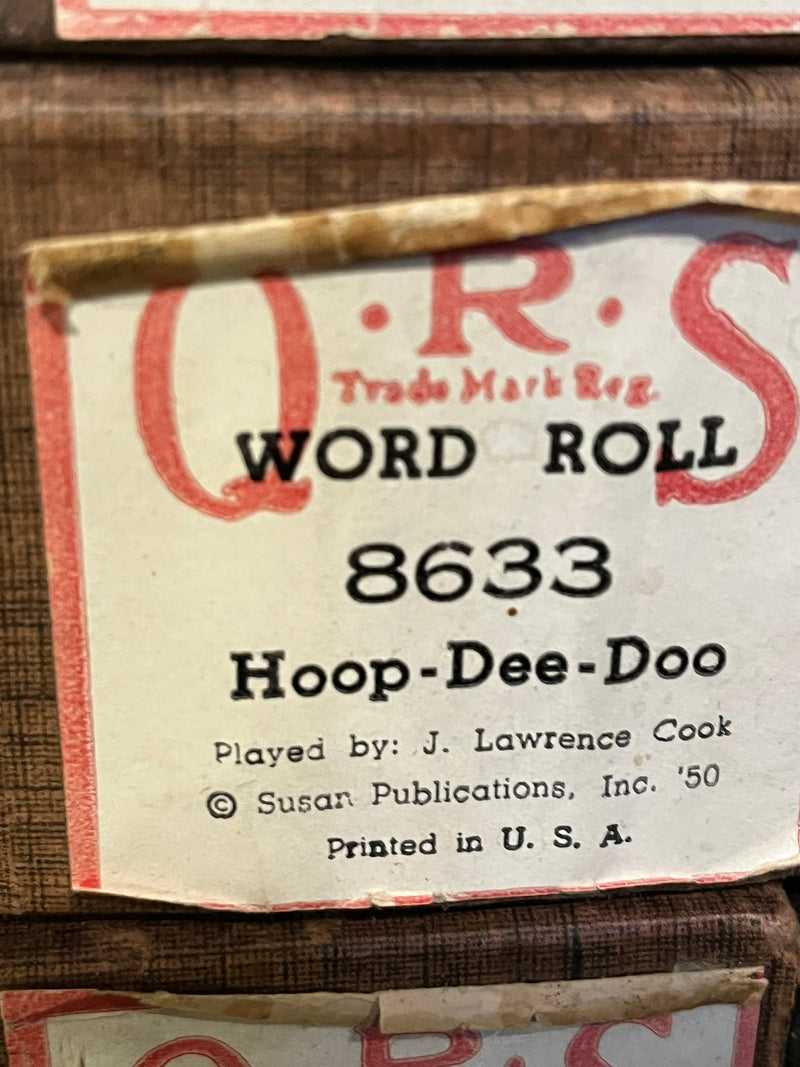 Q·R·S
Trade Mark Reg.
WORD ROLL
8633
Hoop-Dee-Doo
Played by: J. Lawrence Cook
© Susan Publications, Inc. '50
Printed in U. S. A.
Q·R·S